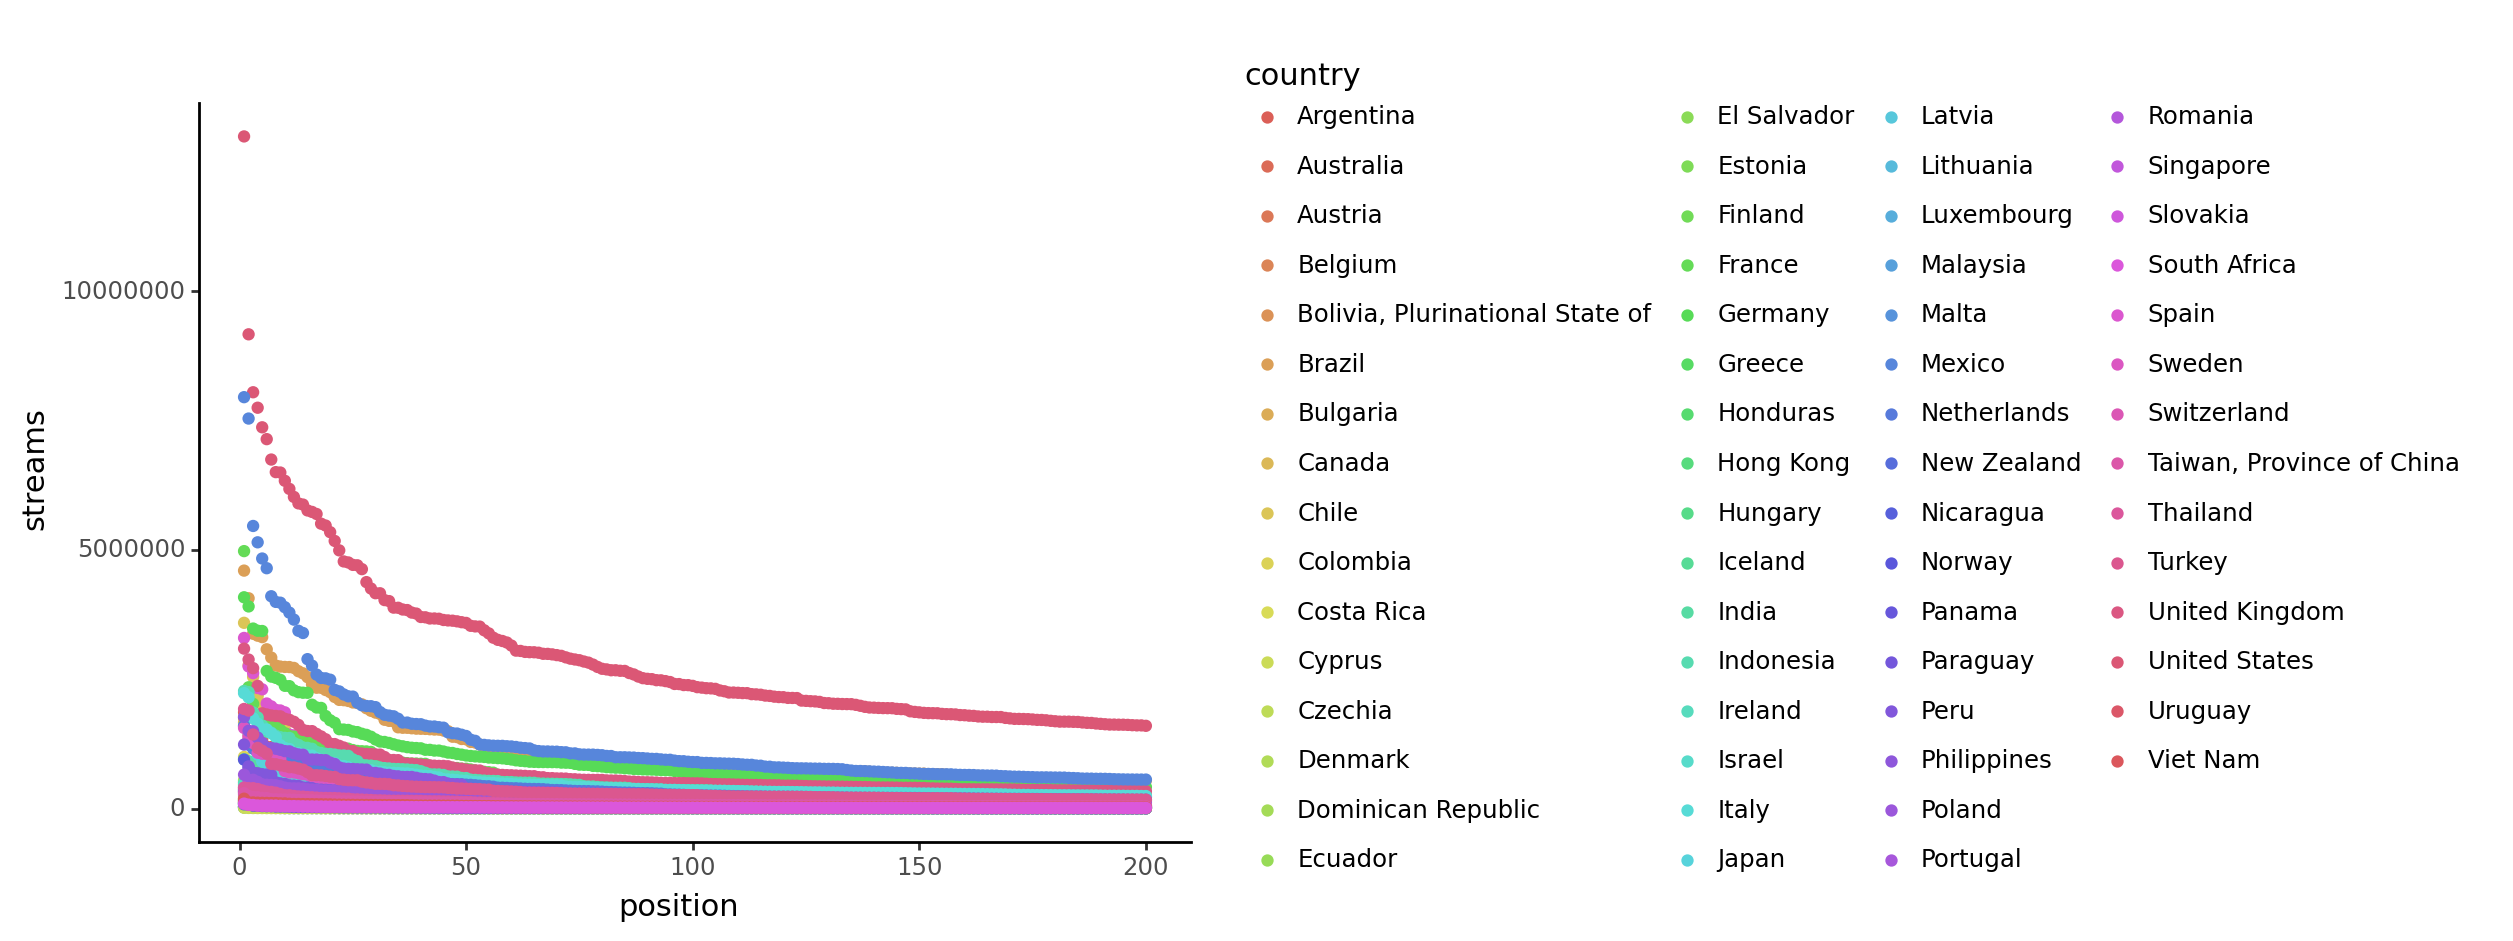 country
Argentina
Australia
Austria
Belgium
Bolivia, Plurinational State of
Brazil
Bulgaria
Canada
Chile
Colombia
Costa Rica
Cyprus
Czechia
Denmark
Dominican Republic
Ecuador
El Salvador
Estonia
Finland
France
Germany
Greece
Honduras
Hong Kong
Hungary
Iceland
India
Indonesia
Ireland
Israel
Italy
Japan
Latvia
Lithuania
Luxembourg
Malaysia
Malta
Mexico
Netherlands
New Zealand
Nicaragua
Norway
Panama
Paraguay
Peru
Philippines
Poland
Portugal
Romania
Singapore
Slovakia
South Africa
Spain
Sweden
Switzerland
Taiwan, Province of China
Thailand
Turkey
United Kingdom
United States
Uruguay
Viet Nam
streams
10000000
5000000
0
0
50
100
150
200
position